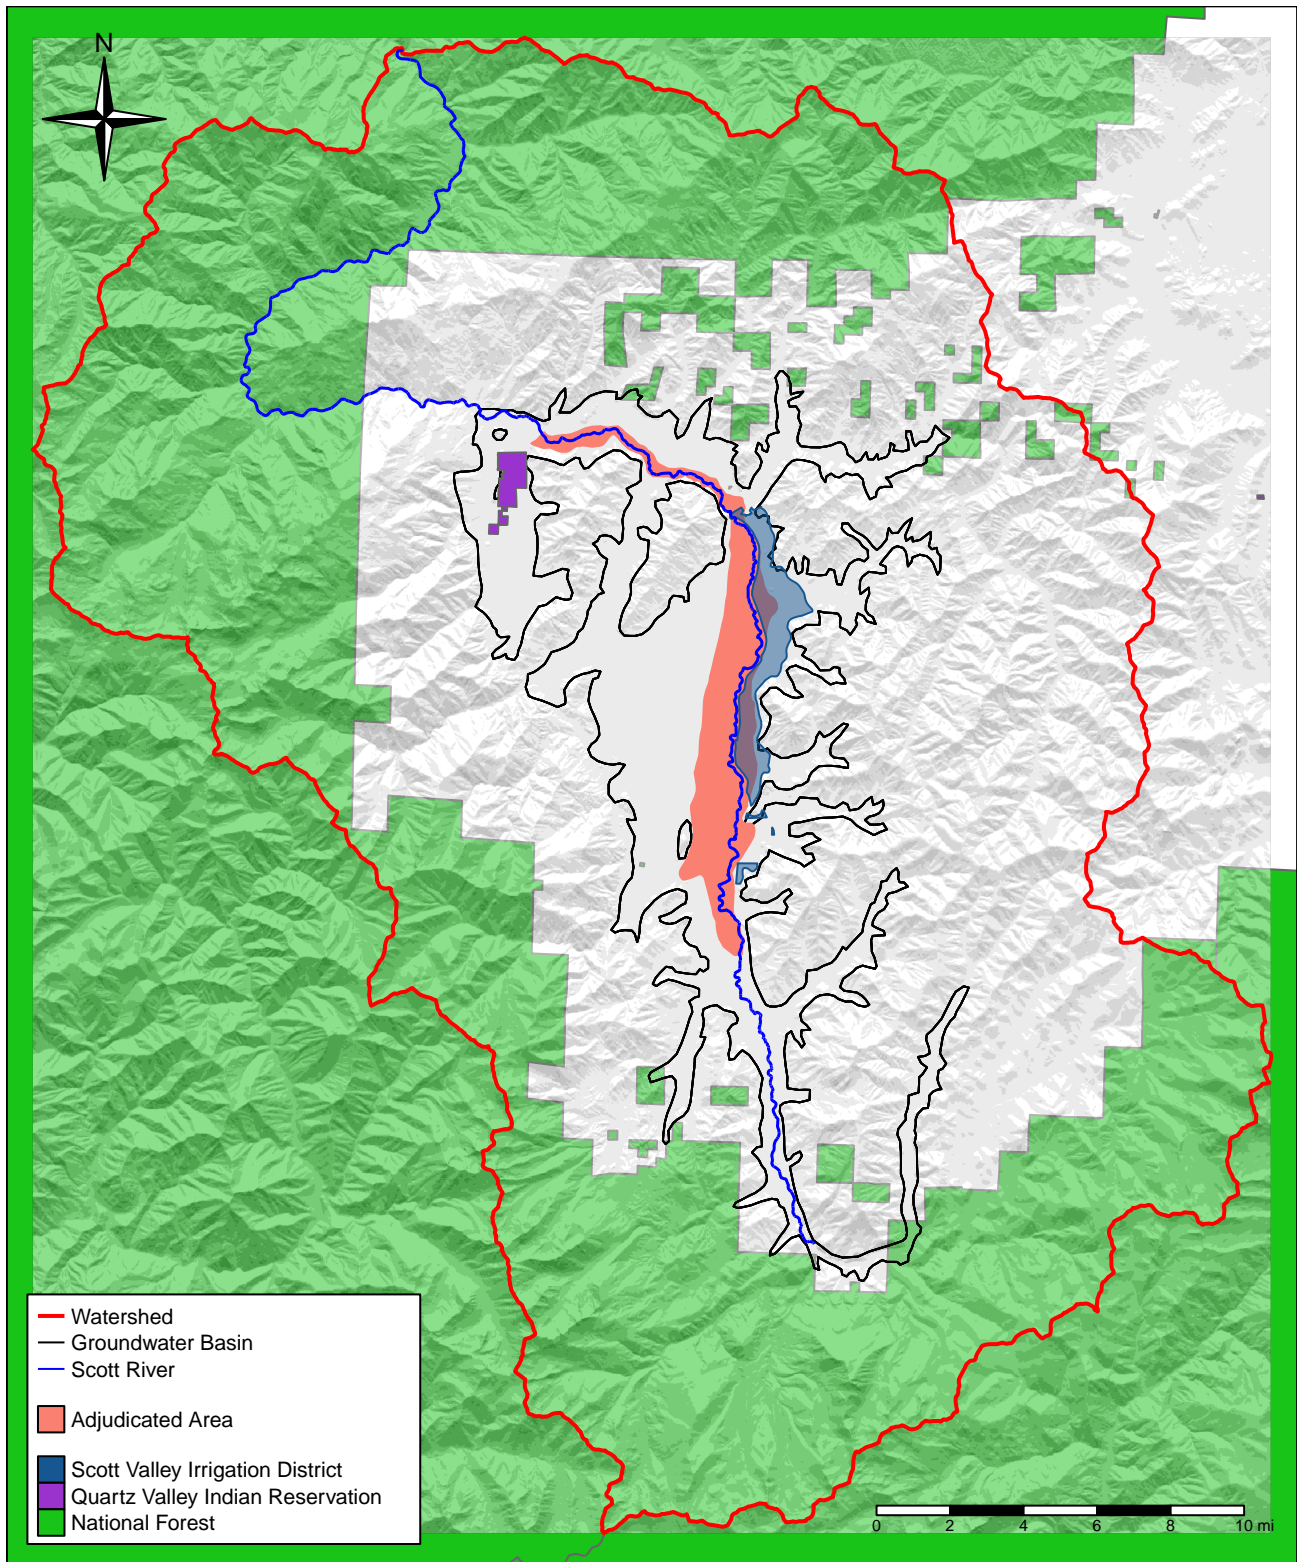 N
Watershed
Groundwater Basin
Scott River
Adjudicated Area
Scott Valley Irrigation District
Quartz Valley Indian Reservation
National Forest
0 2 4 6 8 10 mi